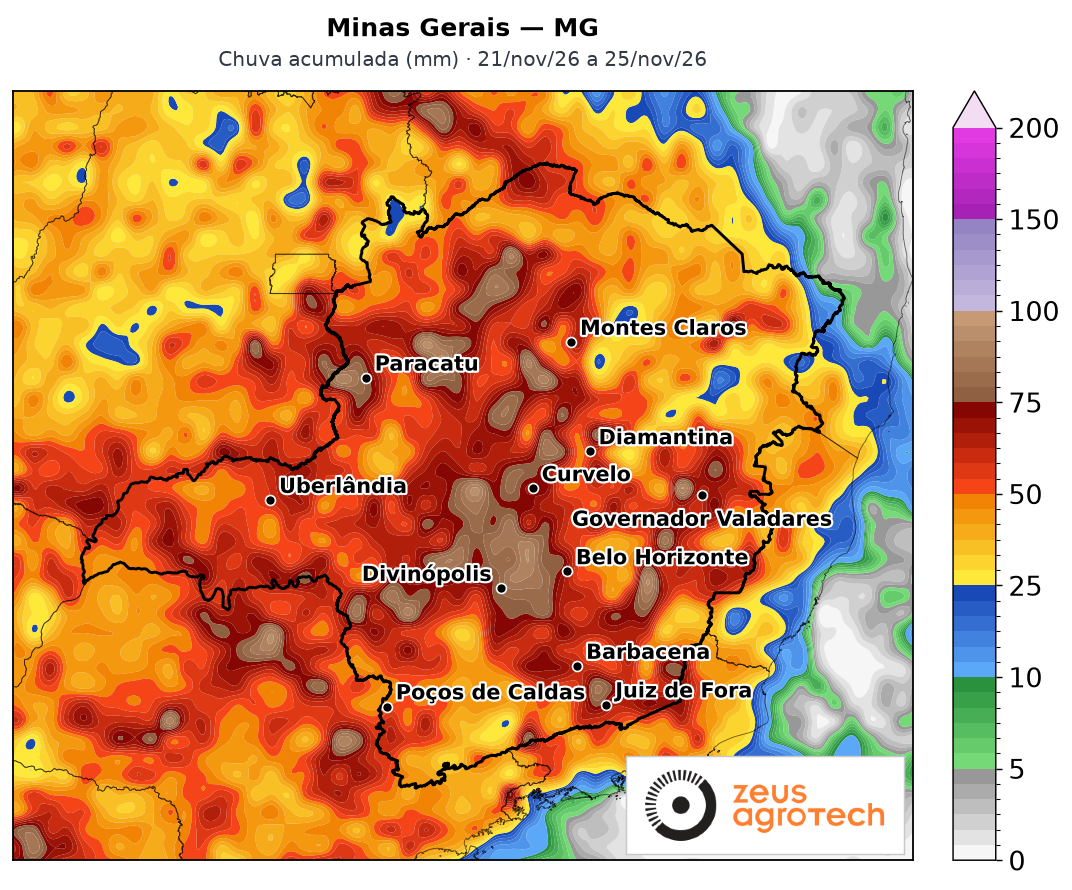 Minas Gerais — MG
Chuva acumulada (mm) · 21/nov/26 a 25/nov/26
200
150
100
75
50
25
10
5
0
Montes Claros
Paracatu
Diamantina
Curvelo
Uberlândia
Governador Valadares
Belo Horizonte
Divinópolis
Barbacena
Poços de Caldas
Juiz de Fora
zeus
agrotech